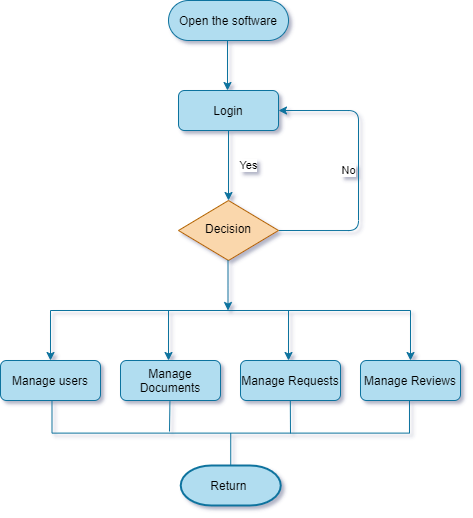 Open the software
Login
Yes
No
Decision
Manage users
Manage
Documents
Manage Requests
Manage Reviews
Return